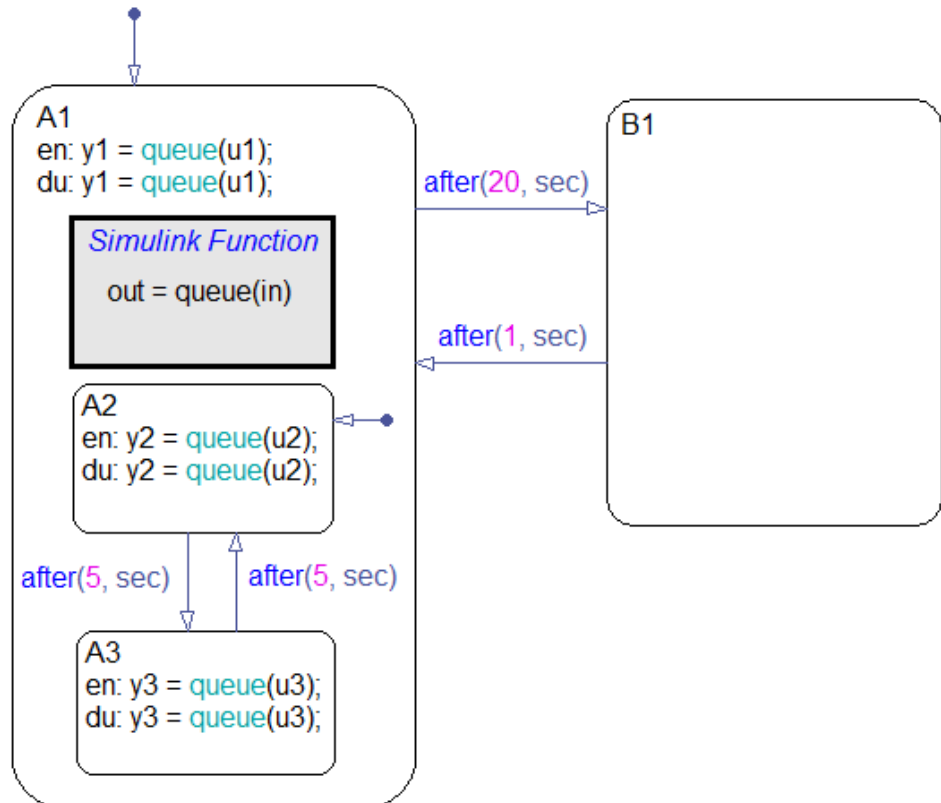 A1
en: y1 = queue(u1);
du: y1 = queue(u1);
Simulink Function
out = queue(in)
A2
en: y2 = queue(u2);
du: y2 = queue(u2);
after(5, sec)
after(5, sec)
A3
en: y3 = queue(u3);
du: y3 = queue(u3);
after(20, sec)
after(1, sec)
B1